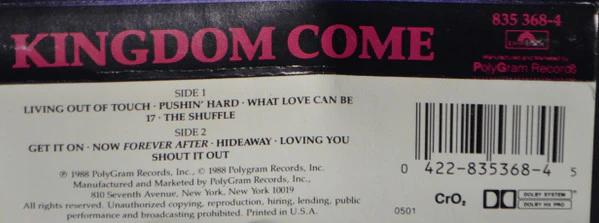 835 368-4
KINGDOM COME
Manufactured and Marketed by
PolyGram Records
SIDE 1
LIVING OUT OF TOUCH · PUSHIN' HARD · WHAT LOVE CAN BE
17 · THE SHUFFLE
SIDE 2
GET IT ON · NOW FOREVER AFTER · HIDEAWAY · LOVING YOU
SHOUT IT OUT
℗ 1988 PolyGram Records, Inc., © 1988 Polygram Records, Inc.
Manufactured and Marketed by PolyGram Records, Inc.,
810 Seventh Avenue, New York, New York 10019
All rights reserved. Unauthorized copying, reproduction, hiring, lending, public
performance and broadcasting prohibited. Printed in U.S.A.
0 422-835368-4 5
CrO₂
DOLBY SYSTEM
DOLBY HX PRO
0501